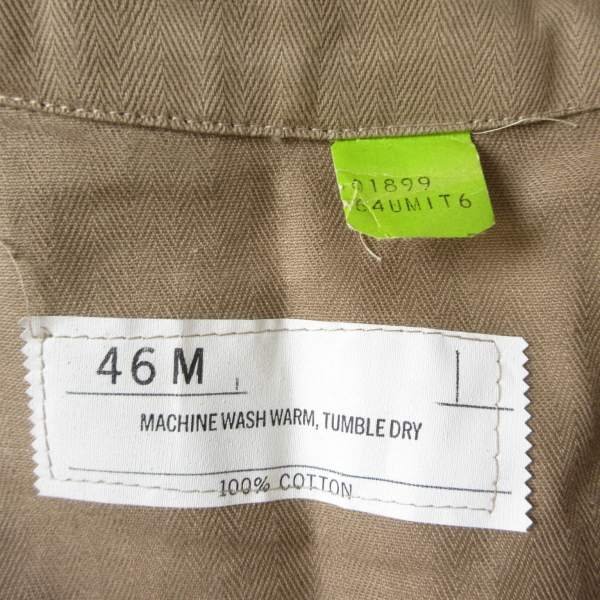 01899
64UMIT6
46 M
MACHINE WASH WARM, TUMBLE DRY
100% COTTON